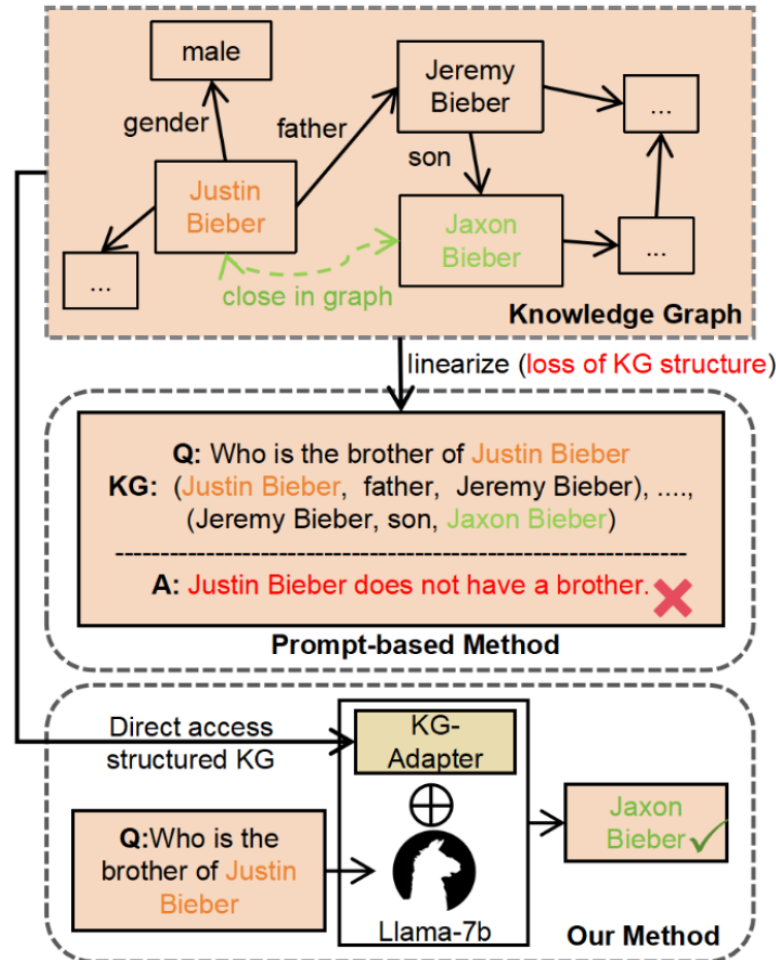 male
Jeremy
Bieber
...
gender
father
son
Justin
Bieber
Jaxon
Bieber
...
...
close in graph
Knowledge Graph
linearize (loss of KG structure)
Q: Who is the brother of Justin Bieber
KG: (Justin Bieber, father, Jeremy Bieber), ....,
(Jeremy Bieber, son, Jaxon Bieber)
A: Justin Bieber does not have a brother.
Prompt-based Method
Direct access
structured KG
KG-
Adapter
Q:Who is the
brother of Justin
Bieber
Llama-7b
Jaxon
Bieber
Our Method